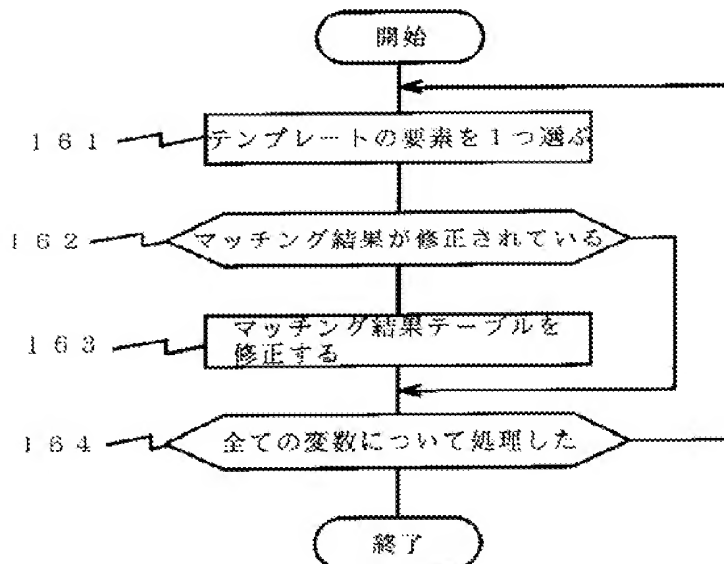 開始
161
テンプレートの要素を1つ選ぶ
162
マッチング結果が修正されている
163
マッチング結果テーブルを
修正する
164
全ての変数について処理した
終了